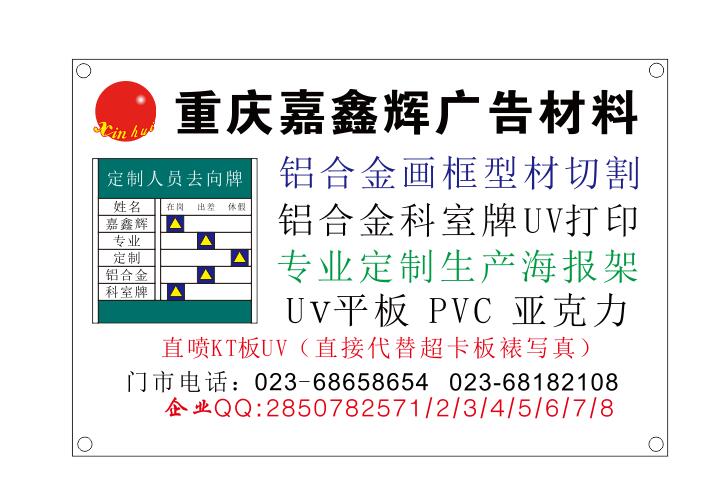 重庆嘉鑫辉广告材料
Xin hui
定制人员去向牌
姓名 在岗 出差 休假
嘉鑫辉
专业
定制
铝合金
科室牌
铝合金画框型材切割
铝合金科室牌UV打印
专业定制生产海报架
Uv平板 PVC 亚克力
直喷KT板UV（直接代替超卡板裱写真）
门市电话：023-68658654 023-68182108
企业QQ:2850782571/2/3/4/5/6/7/8